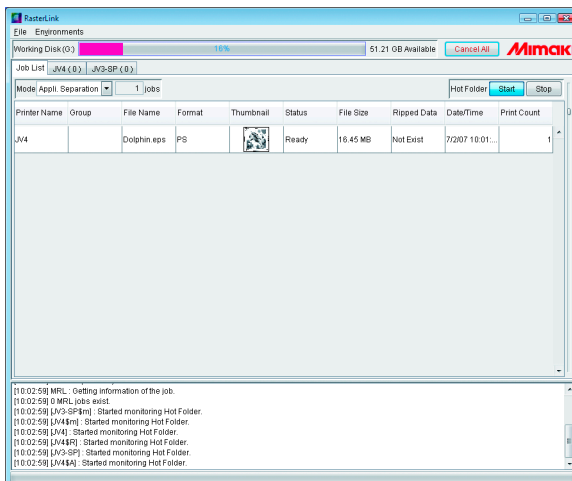 RasterLink
File Environments
Working Disk(G:) 16% 51.21 GB Available Cancel All Mimaki
Job List JV4 ( 0 ) JV3-SP ( 0 )
Mode Appli. Separation 1 jobs Hot Folder Start Stop
Printer Name Group File Name Format Thumbnail Status File Size Ripped Data Date/Time Print Count
JV4 Dolphin.eps PS Ready 16.45 MB Not Exist 7/2/07 10:01:... 1
[10:02:59] MRL : Getting information of the job.
[10:02:59] 0 MRL jobs exist.
[10:02:59] [JV3-SP$m] : Started monitoring Hot Folder.
[10:02:59] [JV4$m] : Started monitoring Hot Folder.
[10:02:59] [JV4] : Started monitoring Hot Folder.
[10:02:59] [JV4$R] : Started monitoring Hot Folder.
[10:02:59] [JV3-SP] : Started monitoring Hot Folder.
[10:02:59] [JV4$A] : Started monitoring Hot Folder.